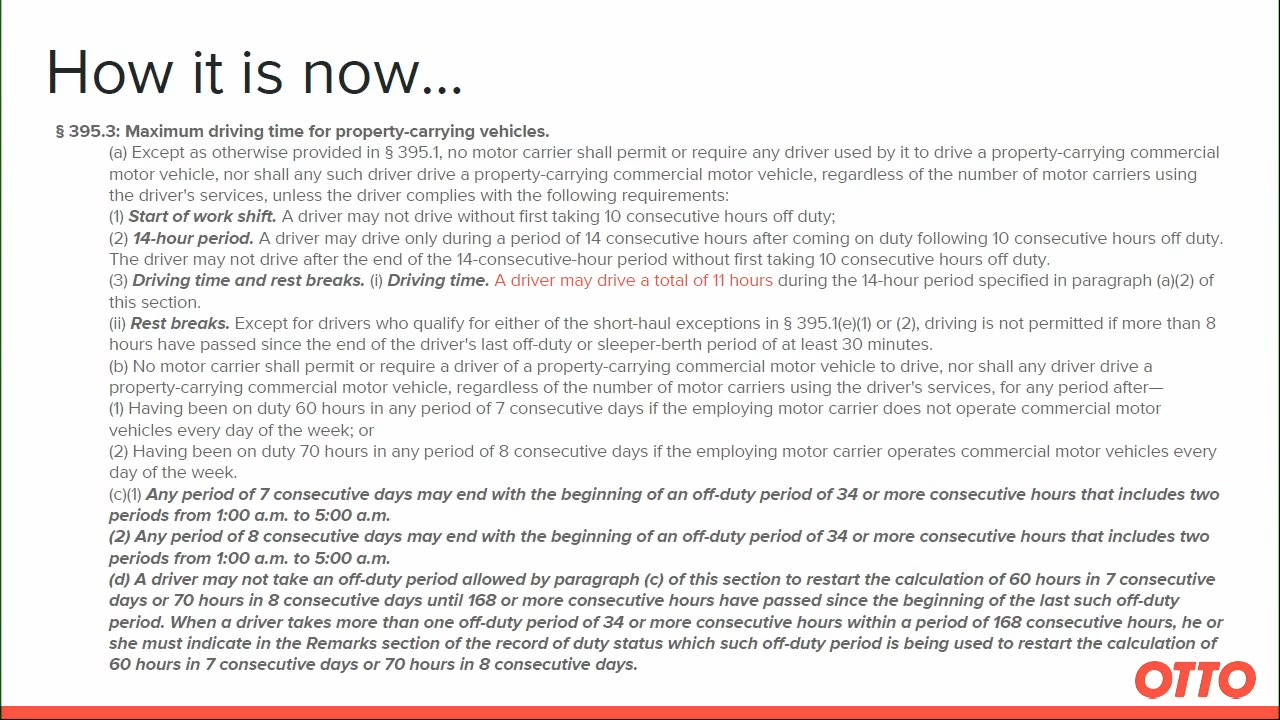 How it is now...
§ 395.3: Maximum driving time for property-carrying vehicles.
(a) Except as otherwise provided in § 395.1, no motor carrier shall permit or require any driver used by it to drive a property-carrying commercial
motor vehicle, nor shall any such driver drive a property-carrying commercial motor vehicle, regardless of the number of motor carriers using
the driver's services, unless the driver complies with the following requirements:
(1) Start of work shift. A driver may not drive without first taking 10 consecutive hours off duty;
(2) 14-hour period. A driver may drive only during a period of 14 consecutive hours after coming on duty following 10 consecutive hours off duty.
The driver may not drive after the end of the 14-consecutive-hour period without first taking 10 consecutive hours off duty.
(3) Driving time and rest breaks. (i) Driving time. A driver may drive a total of 11 hours during the 14-hour period specified in paragraph (a)(2) of
this section.
(ii) Rest breaks. Except for drivers who qualify for either of the short-haul exceptions in § 395.1(e)(1) or (2), driving is not permitted if more than 8
hours have passed since the end of the driver's last off-duty or sleeper-berth period of at least 30 minutes.
(b) No motor carrier shall permit or require a driver of a property-carrying commercial motor vehicle to drive, nor shall any driver drive a
property-carrying commercial motor vehicle, regardless of the number of motor carriers using the driver's services, for any period after—
(1) Having been on duty 60 hours in any period of 7 consecutive days if the employing motor carrier does not operate commercial motor
vehicles every day of the week; or
(2) Having been on duty 70 hours in any period of 8 consecutive days if the employing motor carrier operates commercial motor vehicles every
day of the week.
(c)(1) Any period of 7 consecutive days may end with the beginning of an off-duty period of 34 or more consecutive hours that includes two
periods from 1:00 a.m. to 5:00 a.m.
(2) Any period of 8 consecutive days may end with the beginning of an off-duty period of 34 or more consecutive hours that includes two
periods from 1:00 a.m. to 5:00 a.m.
(d) A driver may not take an off-duty period allowed by paragraph (c) of this section to restart the calculation of 60 hours in 7 consecutive
days or 70 hours in 8 consecutive days until 168 or more consecutive hours have passed since the beginning of the last such off-duty
period. When a driver takes more than one off-duty period of 34 or more consecutive hours within a period of 168 consecutive hours, he or
she must indicate in the Remarks section of the record of duty status which such off-duty period is being used to restart the calculation of
60 hours in 7 consecutive days or 70 hours in 8 consecutive days.
OTTO